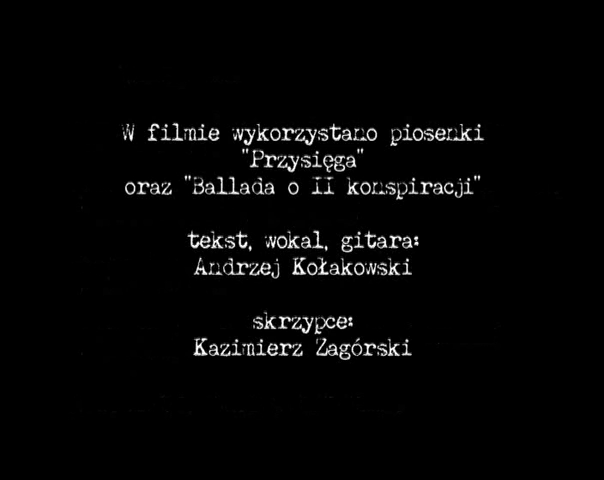 W filmie wykorzystano piosenki
"Przysięga"
oraz "Ballada o II konspiracji"
tekst, wokal, gitara:
Andrzej Kołakowski
skrzypce:
Kazimierz Zagórski